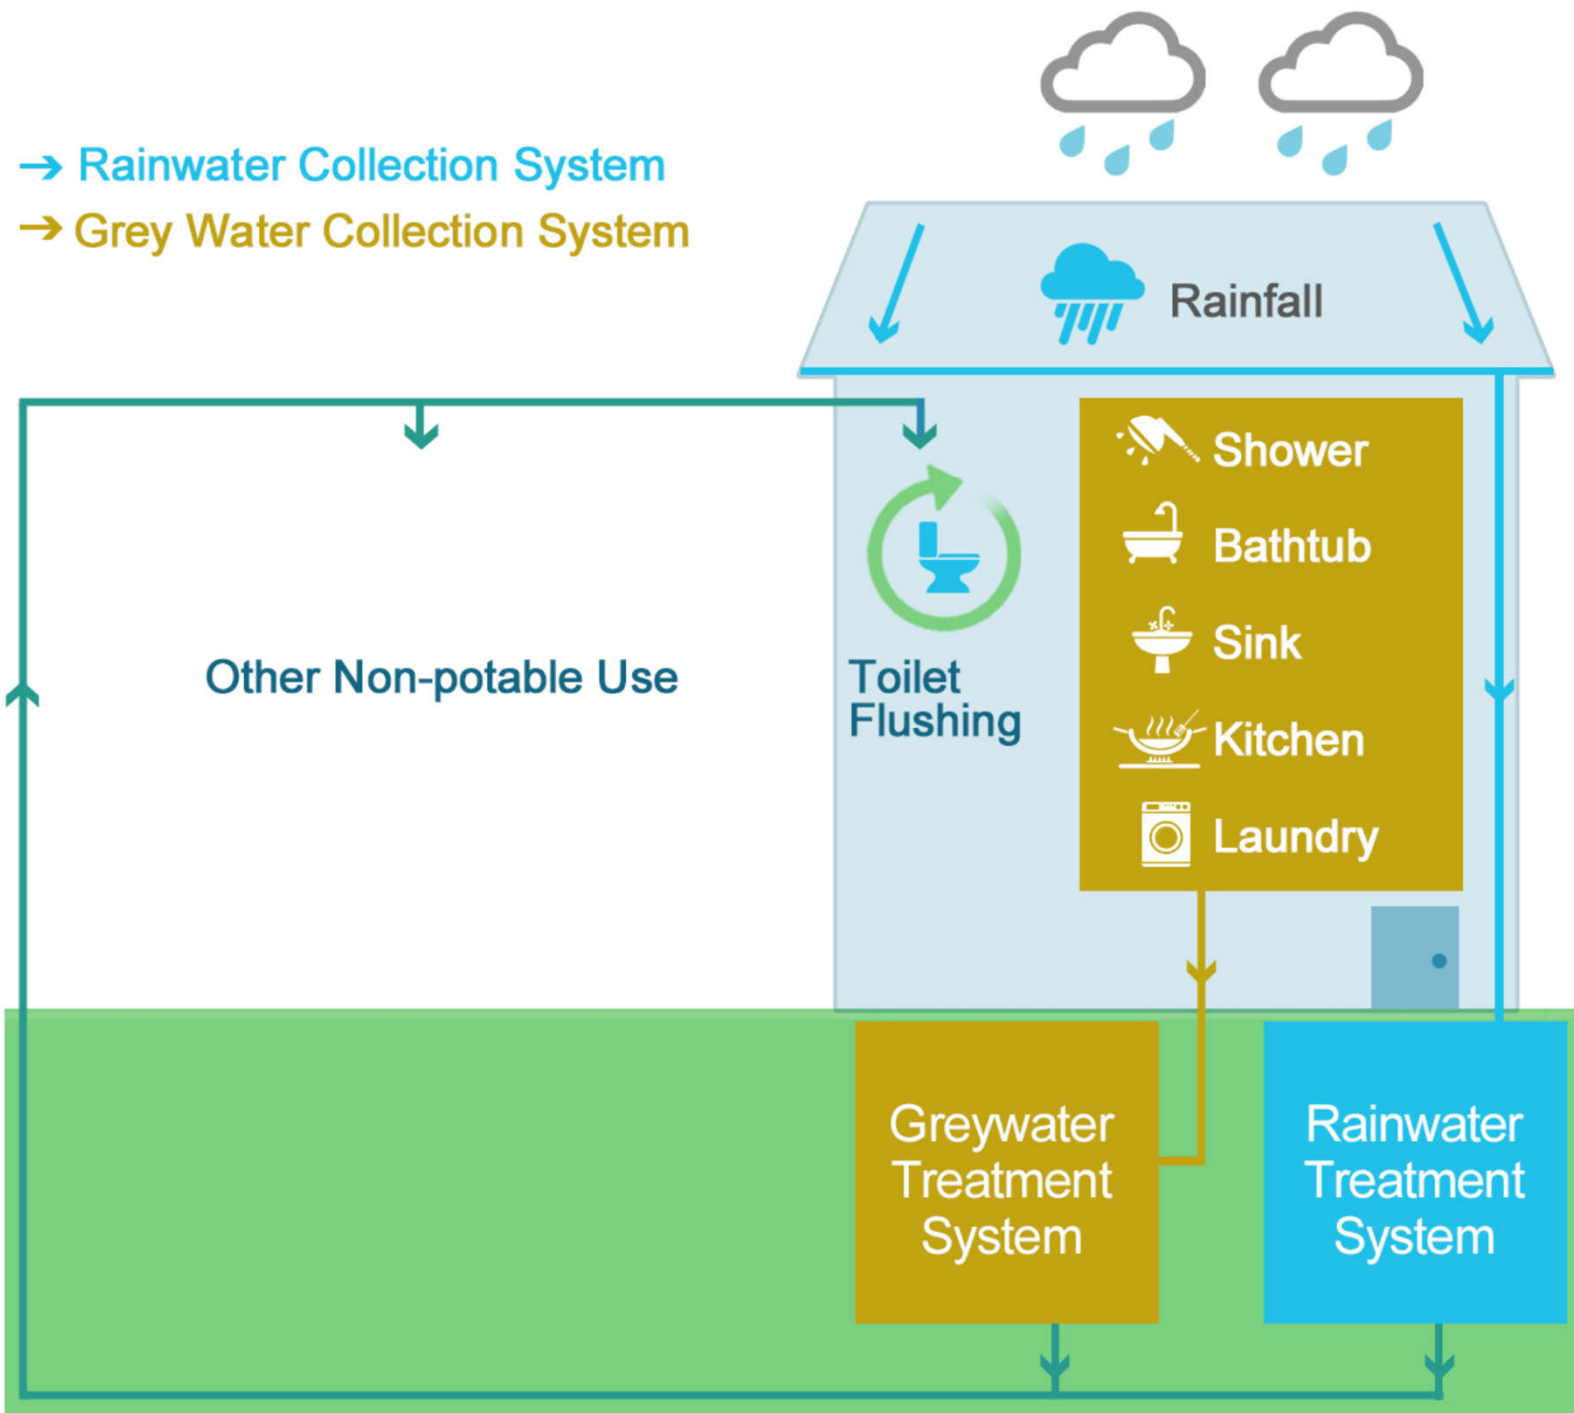 Rainwater Collection System
Grey Water Collection System
Rainfall
Shower
Bathtub
Sink
Kitchen
Laundry
Other Non-potable Use
Toilet
Flushing
Greywater
Treatment
System
Rainwater
Treatment
System